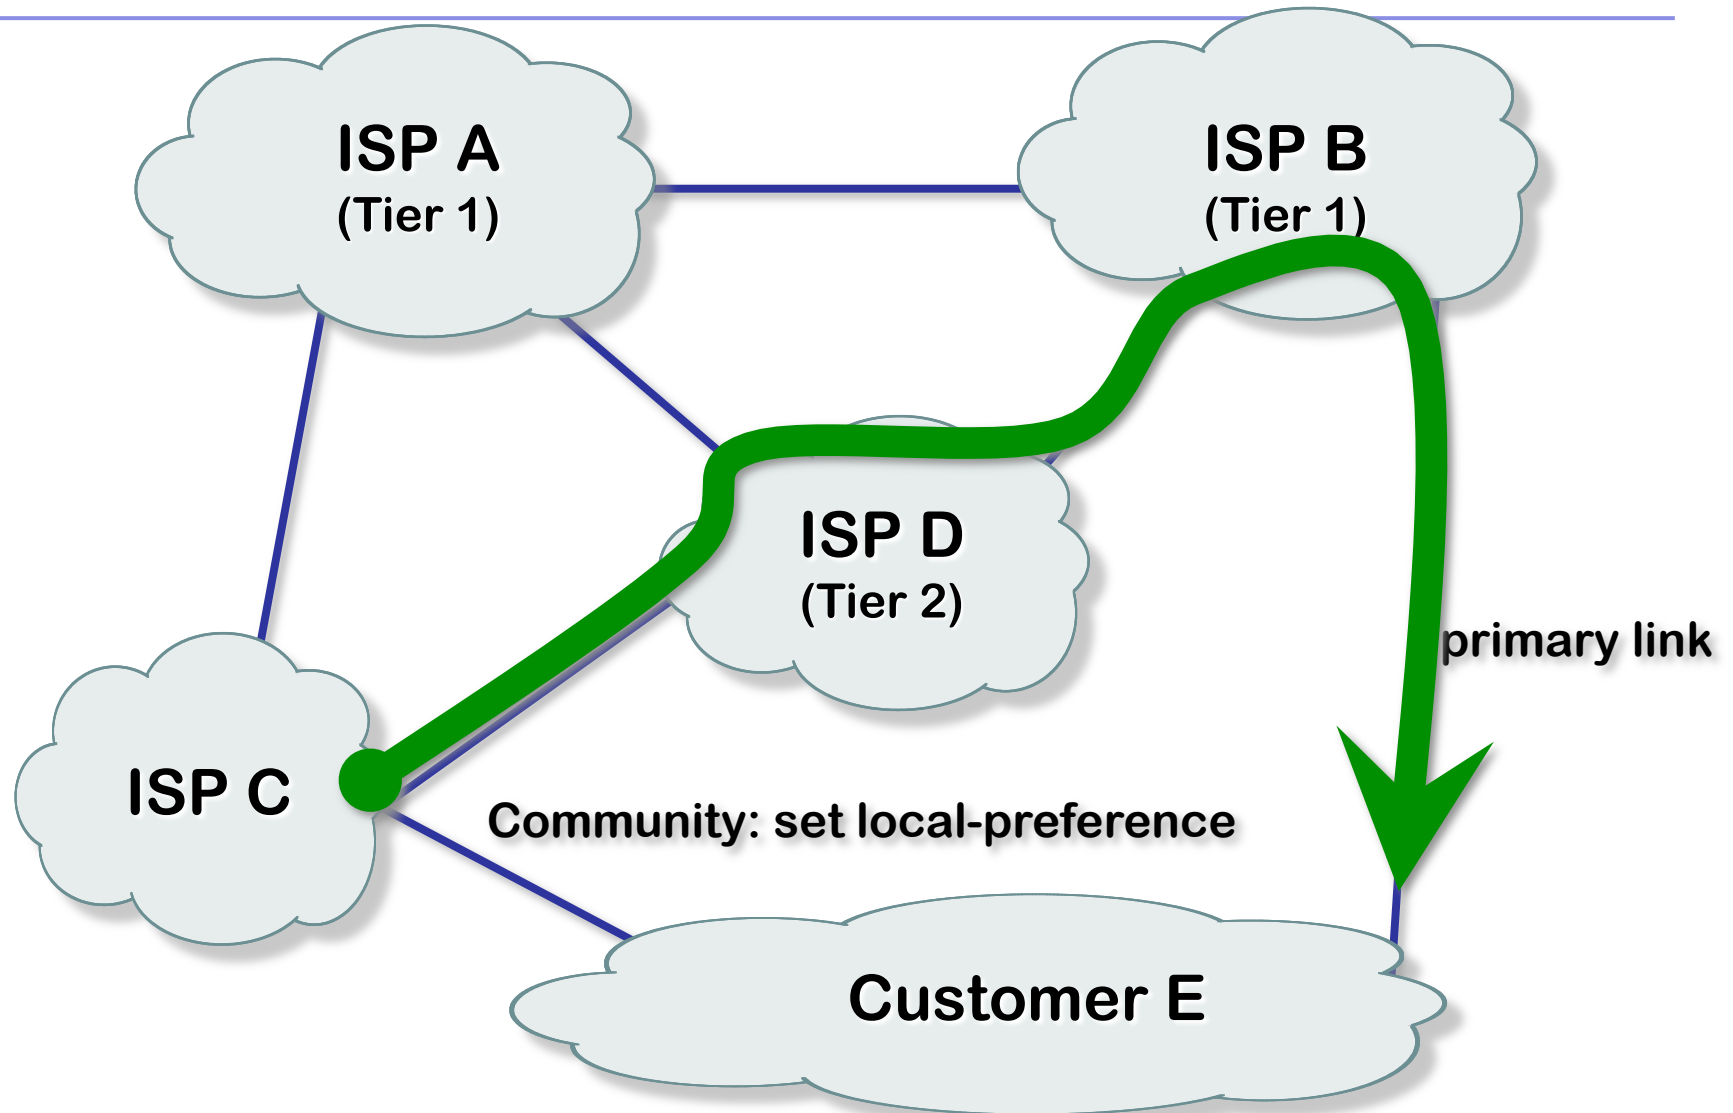 ISP A
(Tier 1)
ISP B
(Tier 1)
ISP D
(Tier 2)
primary link
ISP C
Community: set local-preference
Customer E